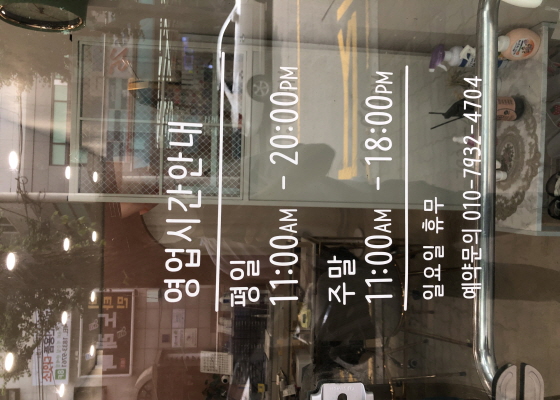 영업시간안내
평일
11:00AM - 20:00PM
주말
11:00AM - 18:00PM
일요일 휴무
예약문의 010-7932-4704